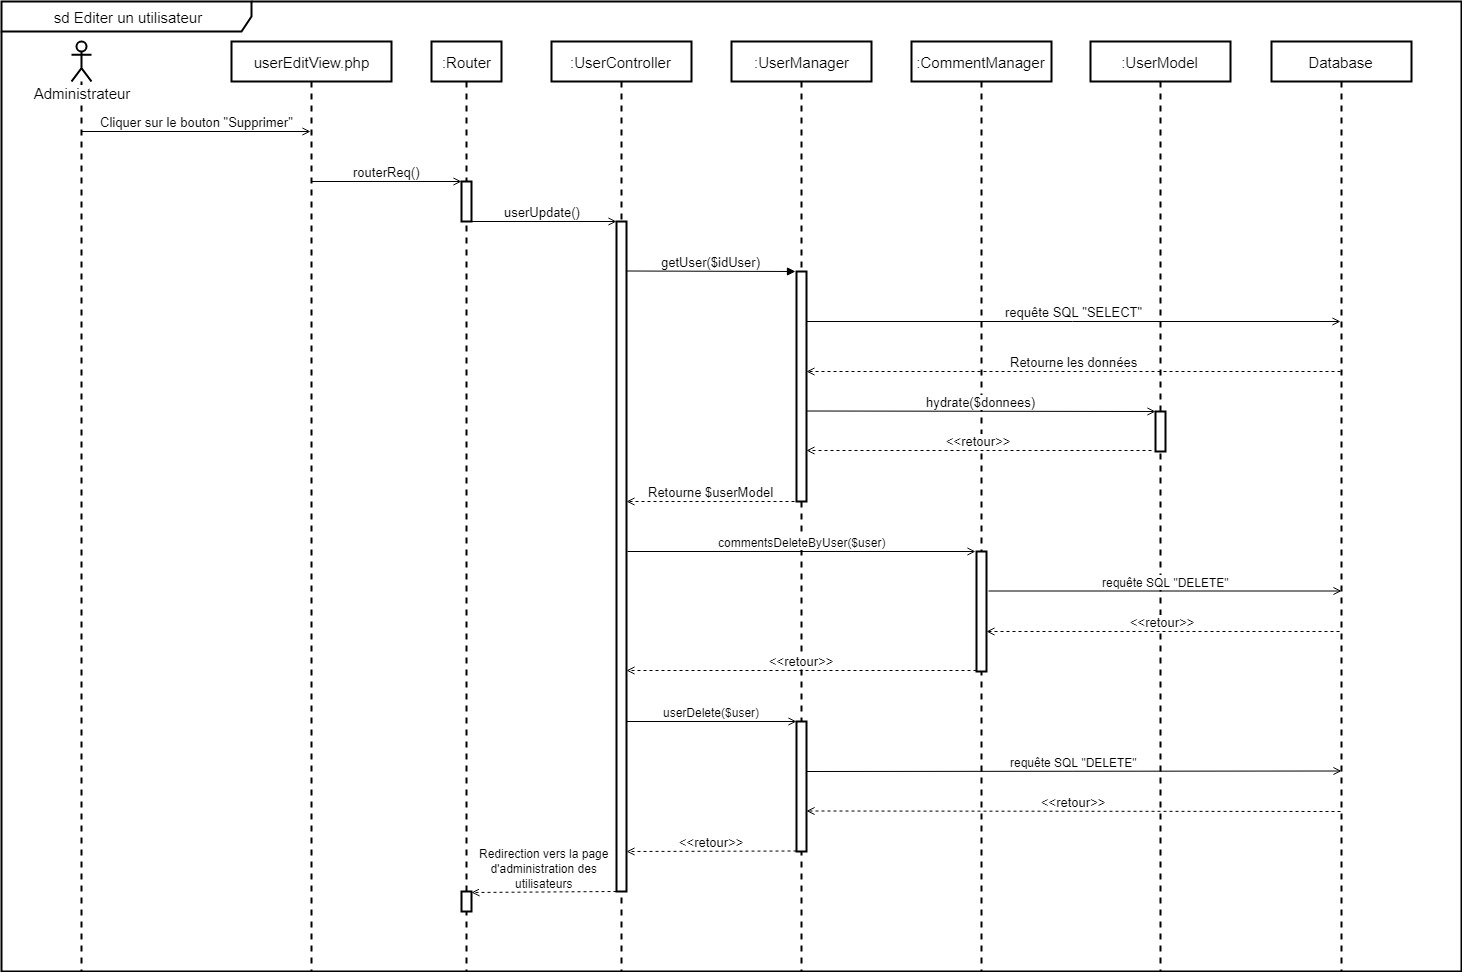 sd Editer un utilisateur
Administrateur
userEditView.php
:Router
:UserController
:UserManager
:CommentManager
:UserModel
Database
Cliquer sur le bouton "Supprimer"
routerReq()
userUpdate()
getUser($idUser)
requête SQL "SELECT"
Retourne les données
hydrate($donnees)
<<retour>>
Retourne $userModel
commentsDeleteByUser($user)
requête SQL "DELETE"
<<retour>>
<<retour>>
userDelete($user)
requête SQL "DELETE"
<<retour>>
<<retour>>
Redirection vers la page
d'administration des
utilisateurs